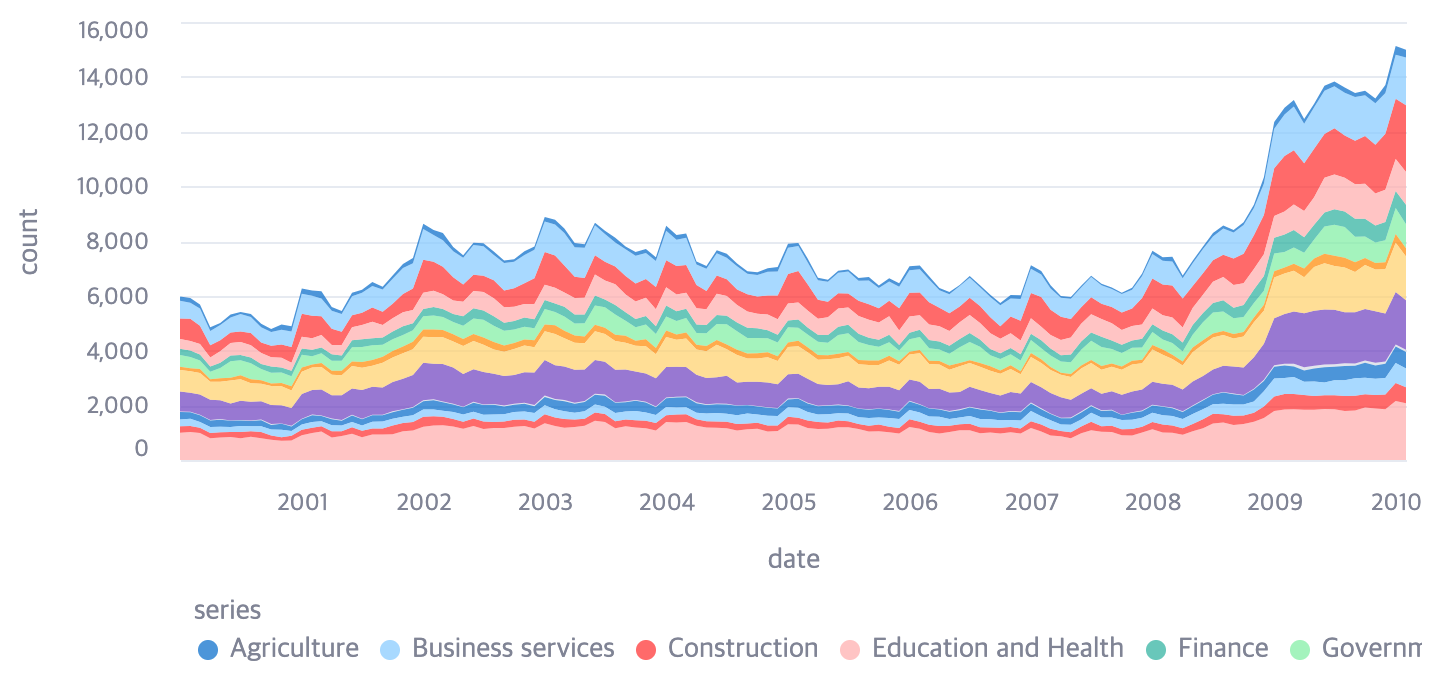 16,000
14,000
12,000
10,000
8,000
6,000
4,000
2,000
0
count
2001 2002 2003 2004 2005 2006 2007 2008 2009 2010
date
series
Agriculture Business services Construction Education and Health Finance Governm